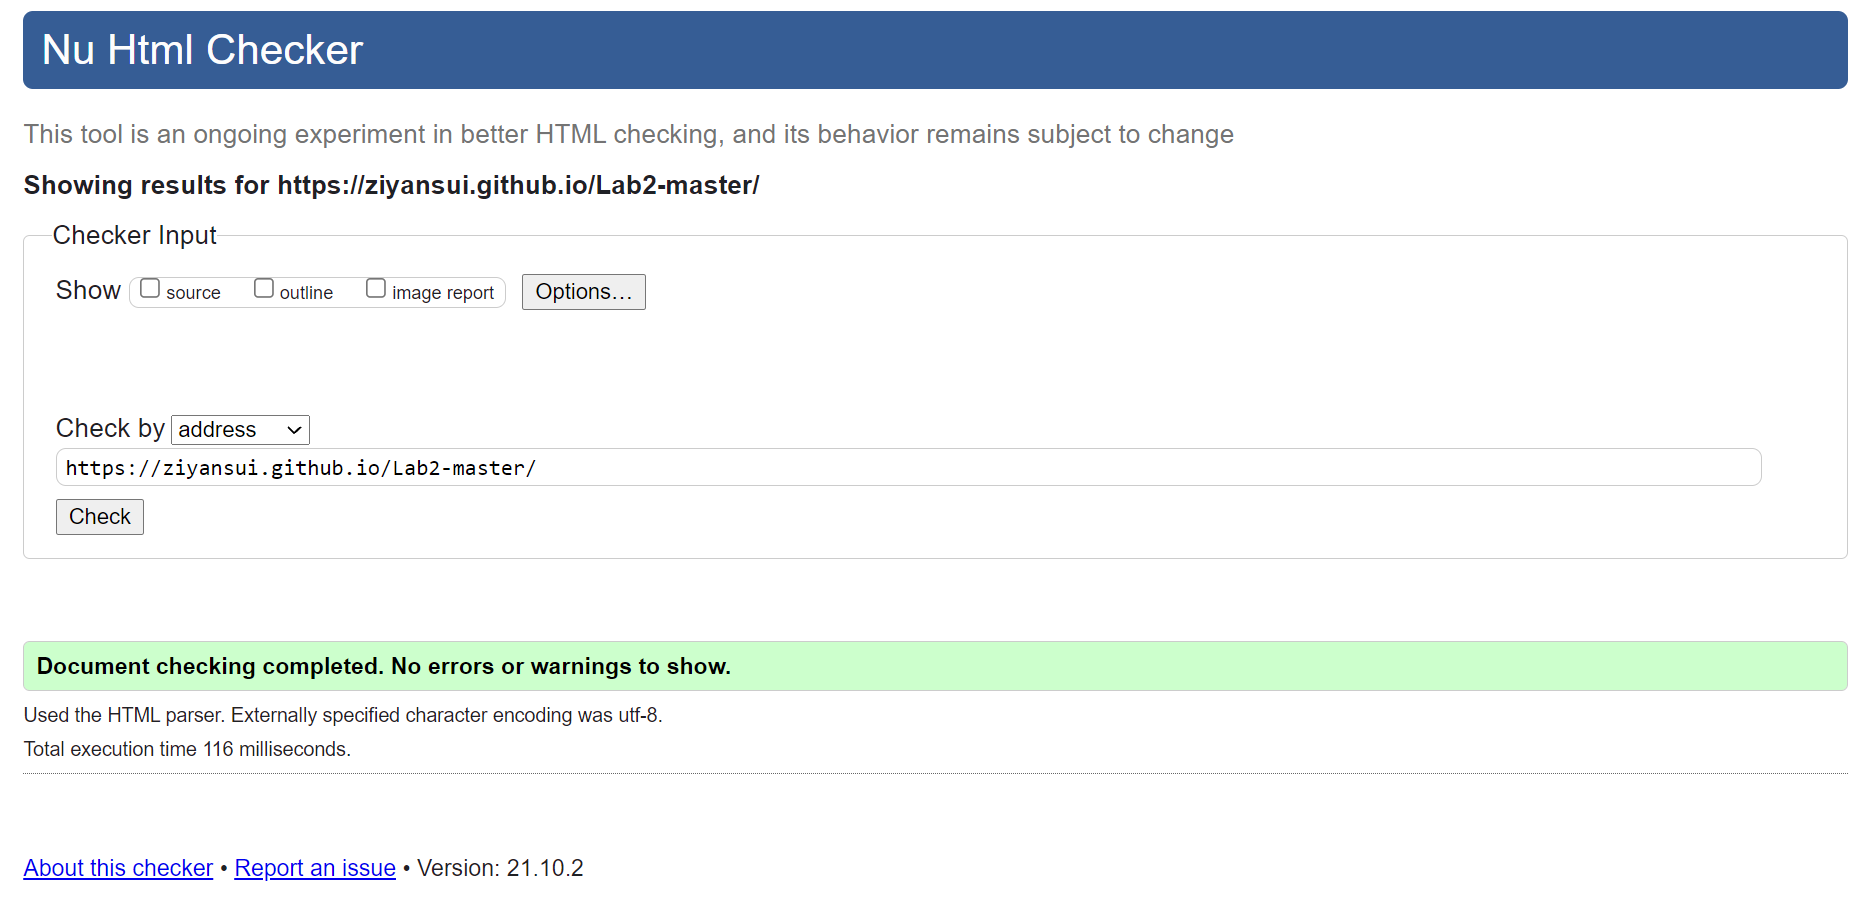 Nu Html Checker
This tool is an ongoing experiment in better HTML checking, and its behavior remains subject to change
Showing results for https://ziyansui.github.io/Lab2-master/
Checker Input
Show source outline image report Options…
Check by address
https://ziyansui.github.io/Lab2-master/
Check
Document checking completed. No errors or warnings to show.
Used the HTML parser. Externally specified character encoding was utf-8.
Total execution time 116 milliseconds.
About this checker • Report an issue • Version: 21.10.2